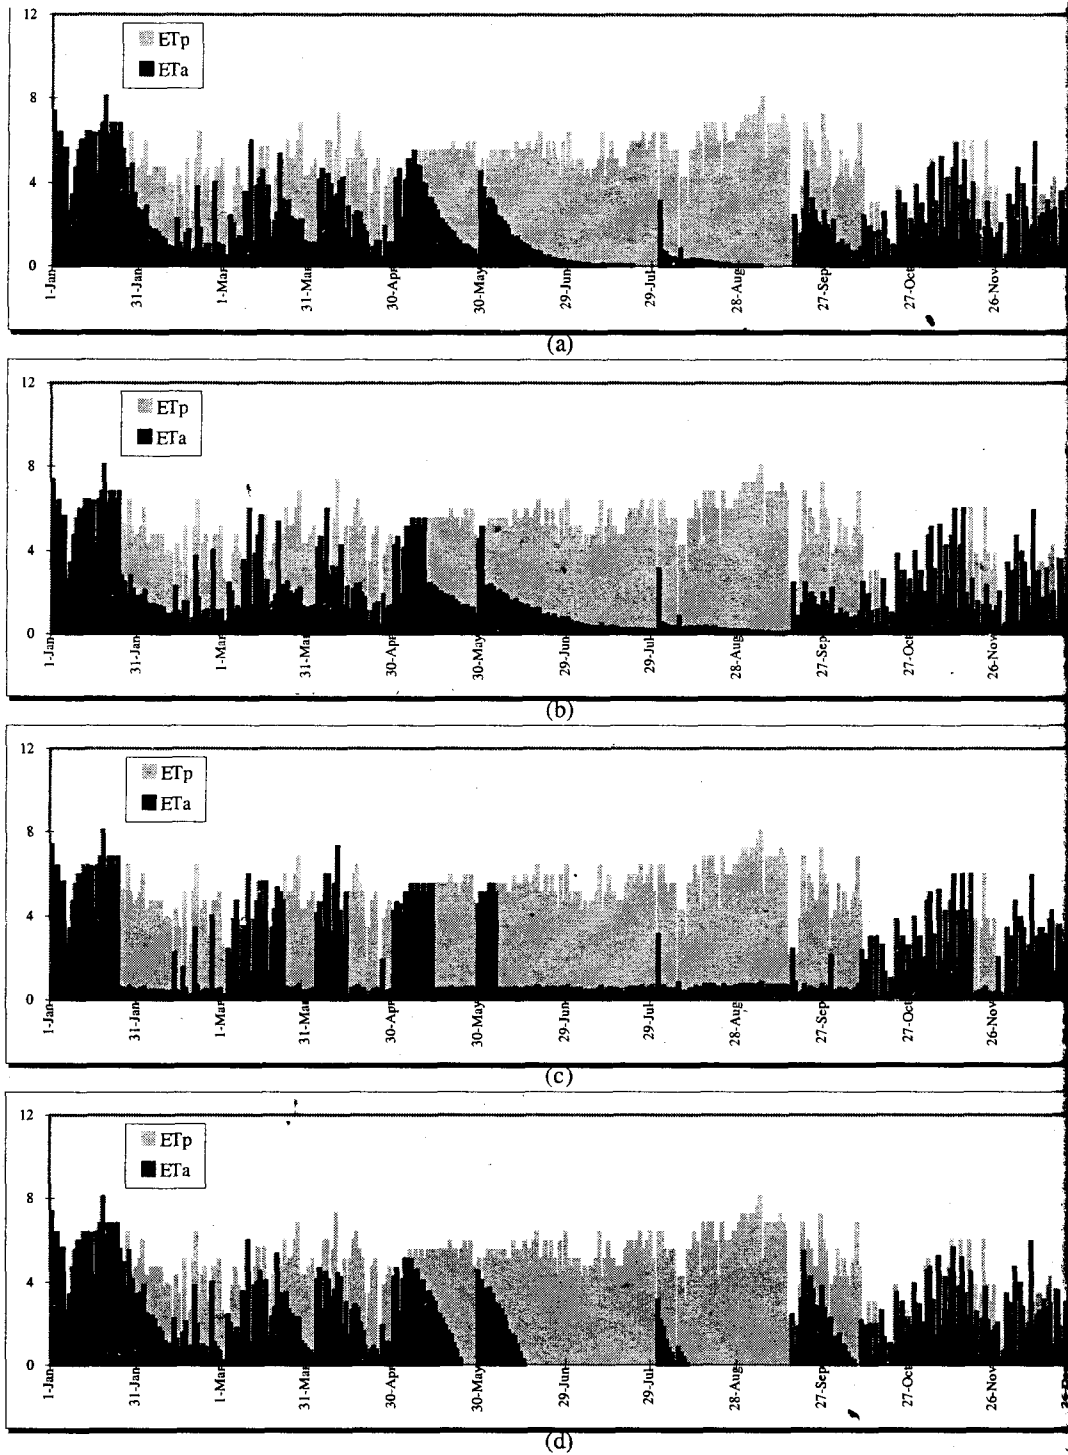 12
ETp
ETa
8
4
0
1-Jan
31-Jan
1-Mar
31-Mar
30-Apr
30-May
29-Jun
29-Jul
28-Aug
27-Sep
27-Oct
26-Nov
(a)
12
ETp
ETa
8
4
0
1-Jan
31-Jan
1-Mar
31-Mar
30-Apr
30-May
29-Jun
29-Jul
28-Aug
27-Sep
27-Oct
26-Nov
(b)
12
ETp
ETa
8
4
0
1-Jan
31-Jan
1-Mar
31-Mar
30-Apr
30-May
29-Jun
29-Jul
28-Aug
27-Sep
27-Oct
26-Nov
(c)
12
ETp
ETa
8
4
0
1-Jan
31-Jan
1-Mar
31-Mar
30-Apr
30-May
29-Jun
29-Jul
28-Aug
27-Sep
27-Oct
26-Nov
(d)